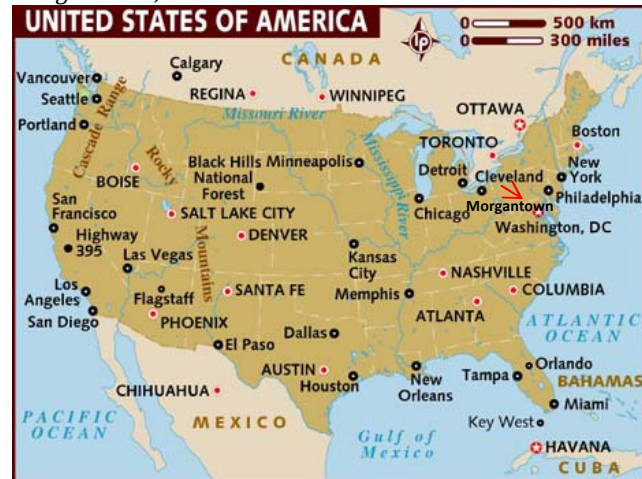 UNITED STATES OF AMERICA
lp
500 km
300 miles
CANADA
Calgary
Vancouver
REGINA
WINNIPEG
Seattle
Missouri River
OTTAWA
Portland
Cascade Range
TORONTO
Boston
Rocky
Mountains
Black Hills
National
Forest
Minneapolis
Mississippi
River
Detroit
Cleveland
New
York
BOISE
Chicago
Morgantown
Philadelphia
San
Francisco
SALT LAKE CITY
Washington, DC
Highway
395
DENVER
Kansas
City
Las Vegas
NASHVILLE
Los
Angeles
Flagstaff
SANTA FE
Memphis
COLUMBIA
San Diego
PHOENIX
ATLANTA
ATLANTIC
OCEAN
Dallas
El Paso
AUSTIN
Houston
New
Orleans
Tampa
Orlando
BAHAMAS
CHIHUAHUA
Miami
PACIFIC
OCEAN
MEXICO
Gulf of
Mexico
Key West
HAVANA
CUBA